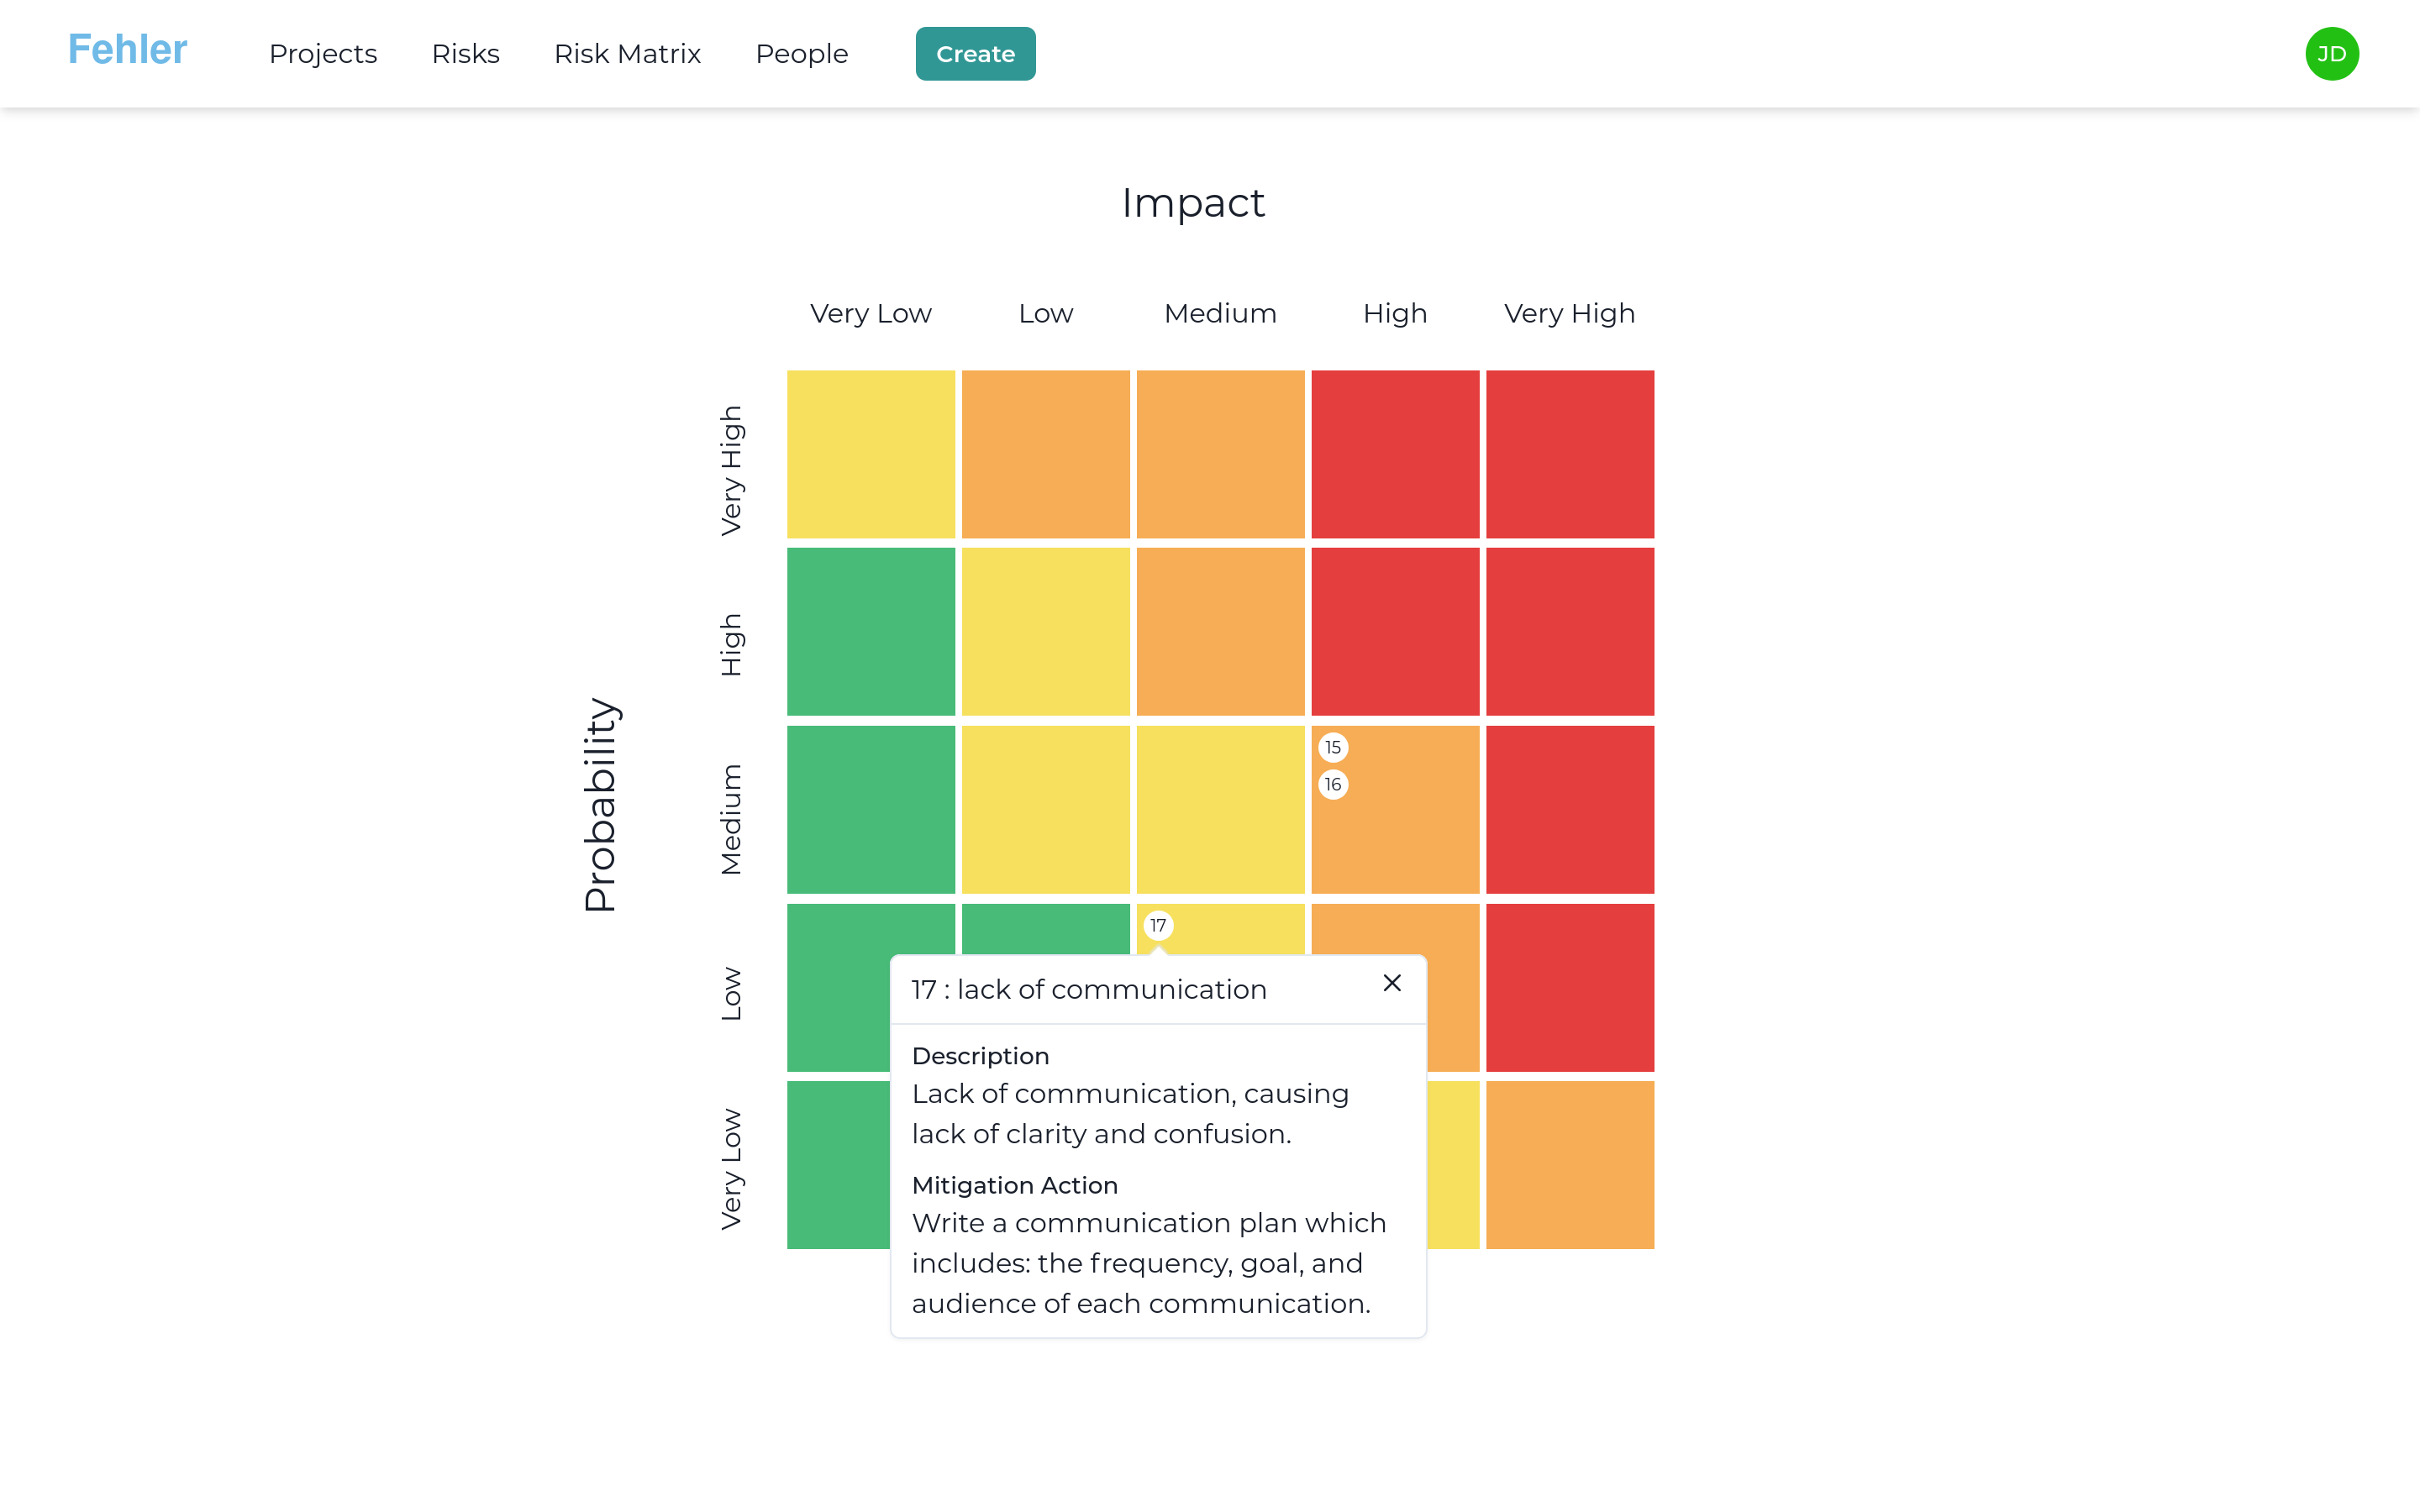 Fehler
Projects
Risks
Risk Matrix
People
Create
JD
Impact
Very Low
Low
Medium
High
Very High
Probability
Very High
High
Medium
Low
Very Low
15
16
17
17 : lack of communication
Description
Lack of communication, causing
lack of clarity and confusion.
Mitigation Action
Write a communication plan which
includes: the frequency, goal, and
audience of each communication.